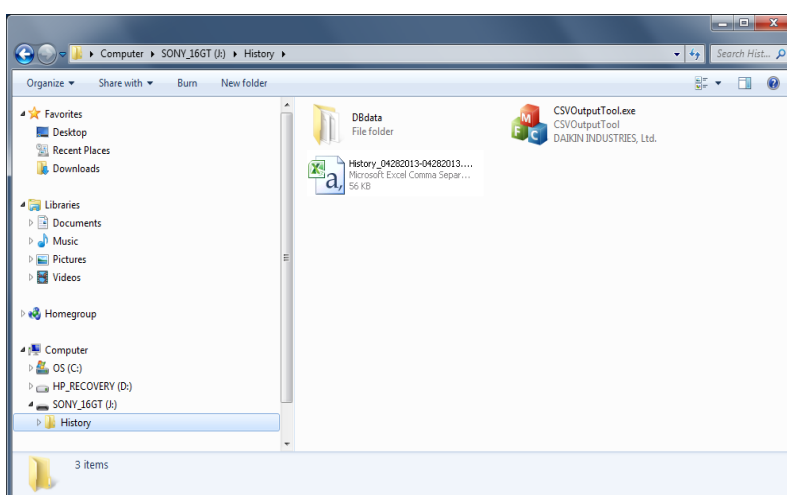 Computer ▸ SONY_16GT (J:) ▸ History ▸
Search Hist...
Organize ▾ Share with ▾ Burn New folder
Favorites
Desktop
Recent Places
Downloads
Libraries
Documents
Music
Pictures
Videos
Homegroup
Computer
OS (C:)
HP_RECOVERY (D:)
SONY_16GT (J:)
History
DBdata
File folder
CSVOutputTool.exe
CSVOutputTool
DAIKIN INDUSTRIES, Ltd.
M
F C
a,
History_04282013-04282013....
Microsoft Excel Comma Separ...
56 KB
3 items